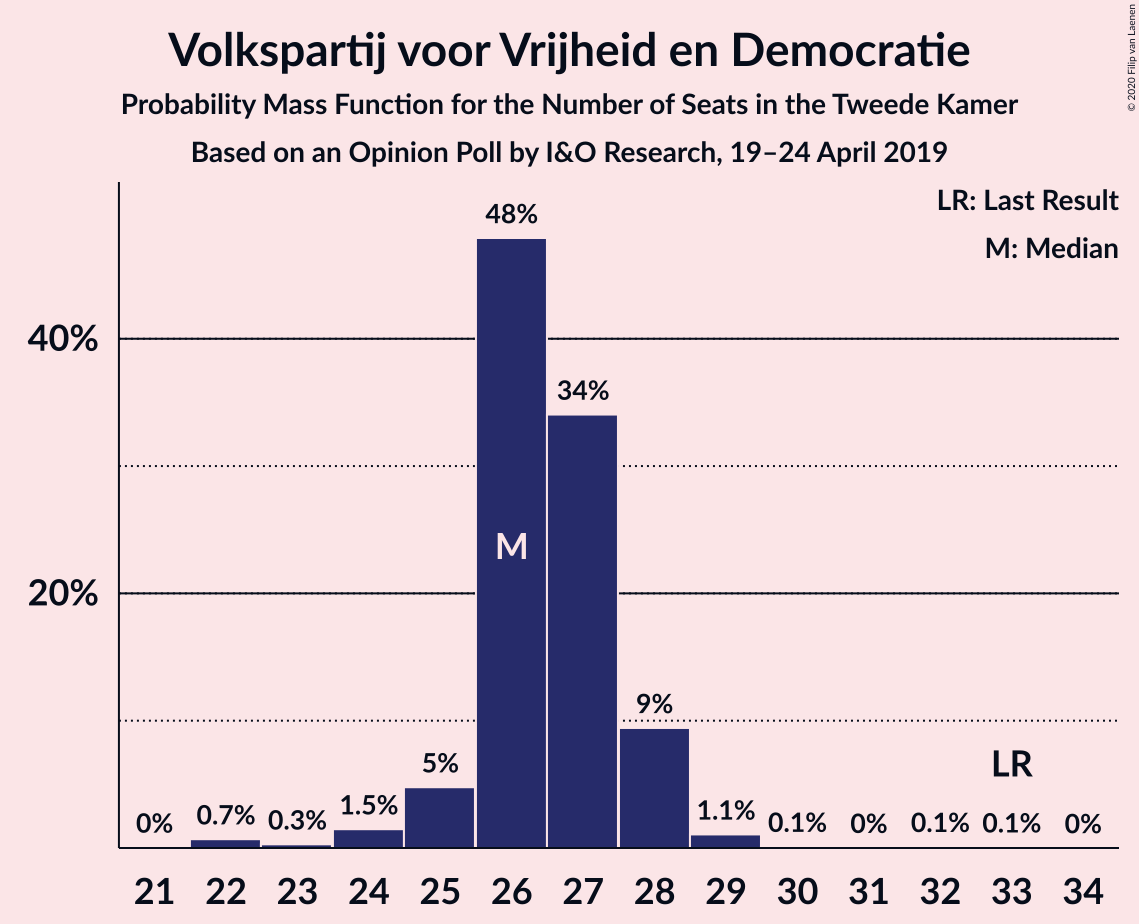 Volkspartij voor Vrijheid en Democratie
Probability Mass Function for the Number of Seats in the Tweede Kamer
Based on an Opinion Poll by I&O Research, 19–24 April 2019
© 2020 Filip van Laenen
LR: Last Result
M: Median
48%
40%
34%
M
20%
9%
5%
LR
0% 0.7% 0.3% 1.5% 1.1% 0.1% 0% 0.1% 0.1% 0%
21 22 23 24 25 26 27 28 29 30 31 32 33 34